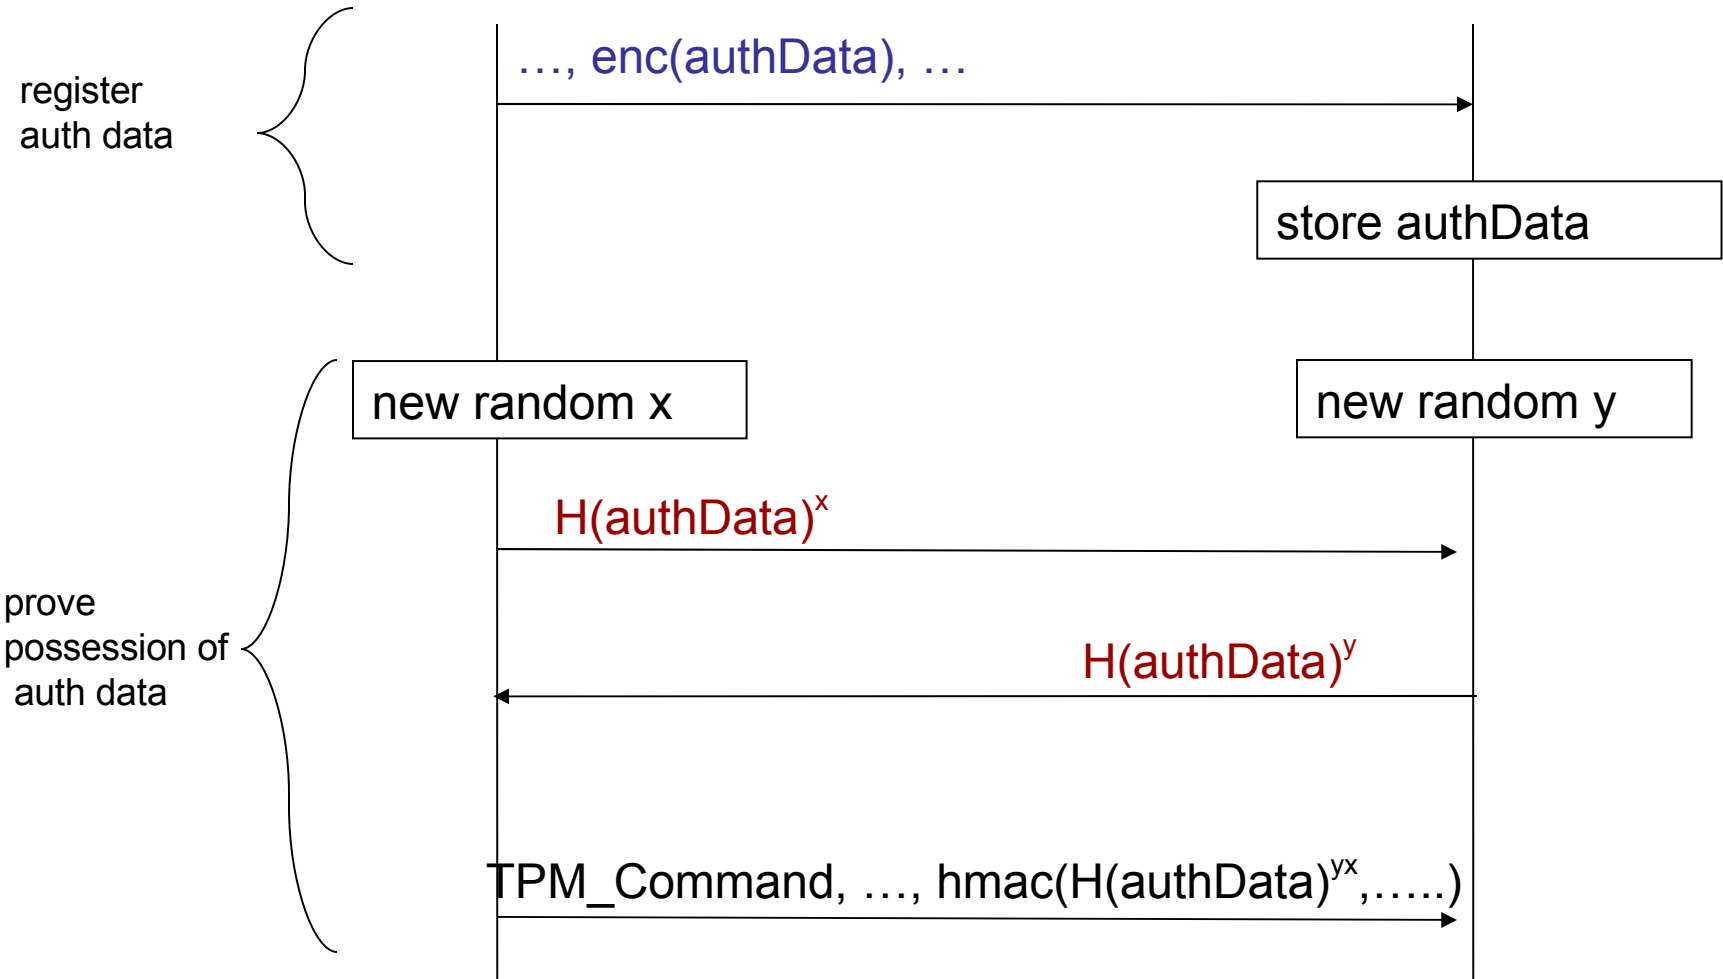 register
auth data
…, enc(authData), …
store authData
new random x
new random y
H(authData)ˣ
H(authData)ʸ
prove
possession of
auth data
TPM_Command, …, hmac(H(authData)ʸˣ,…..)